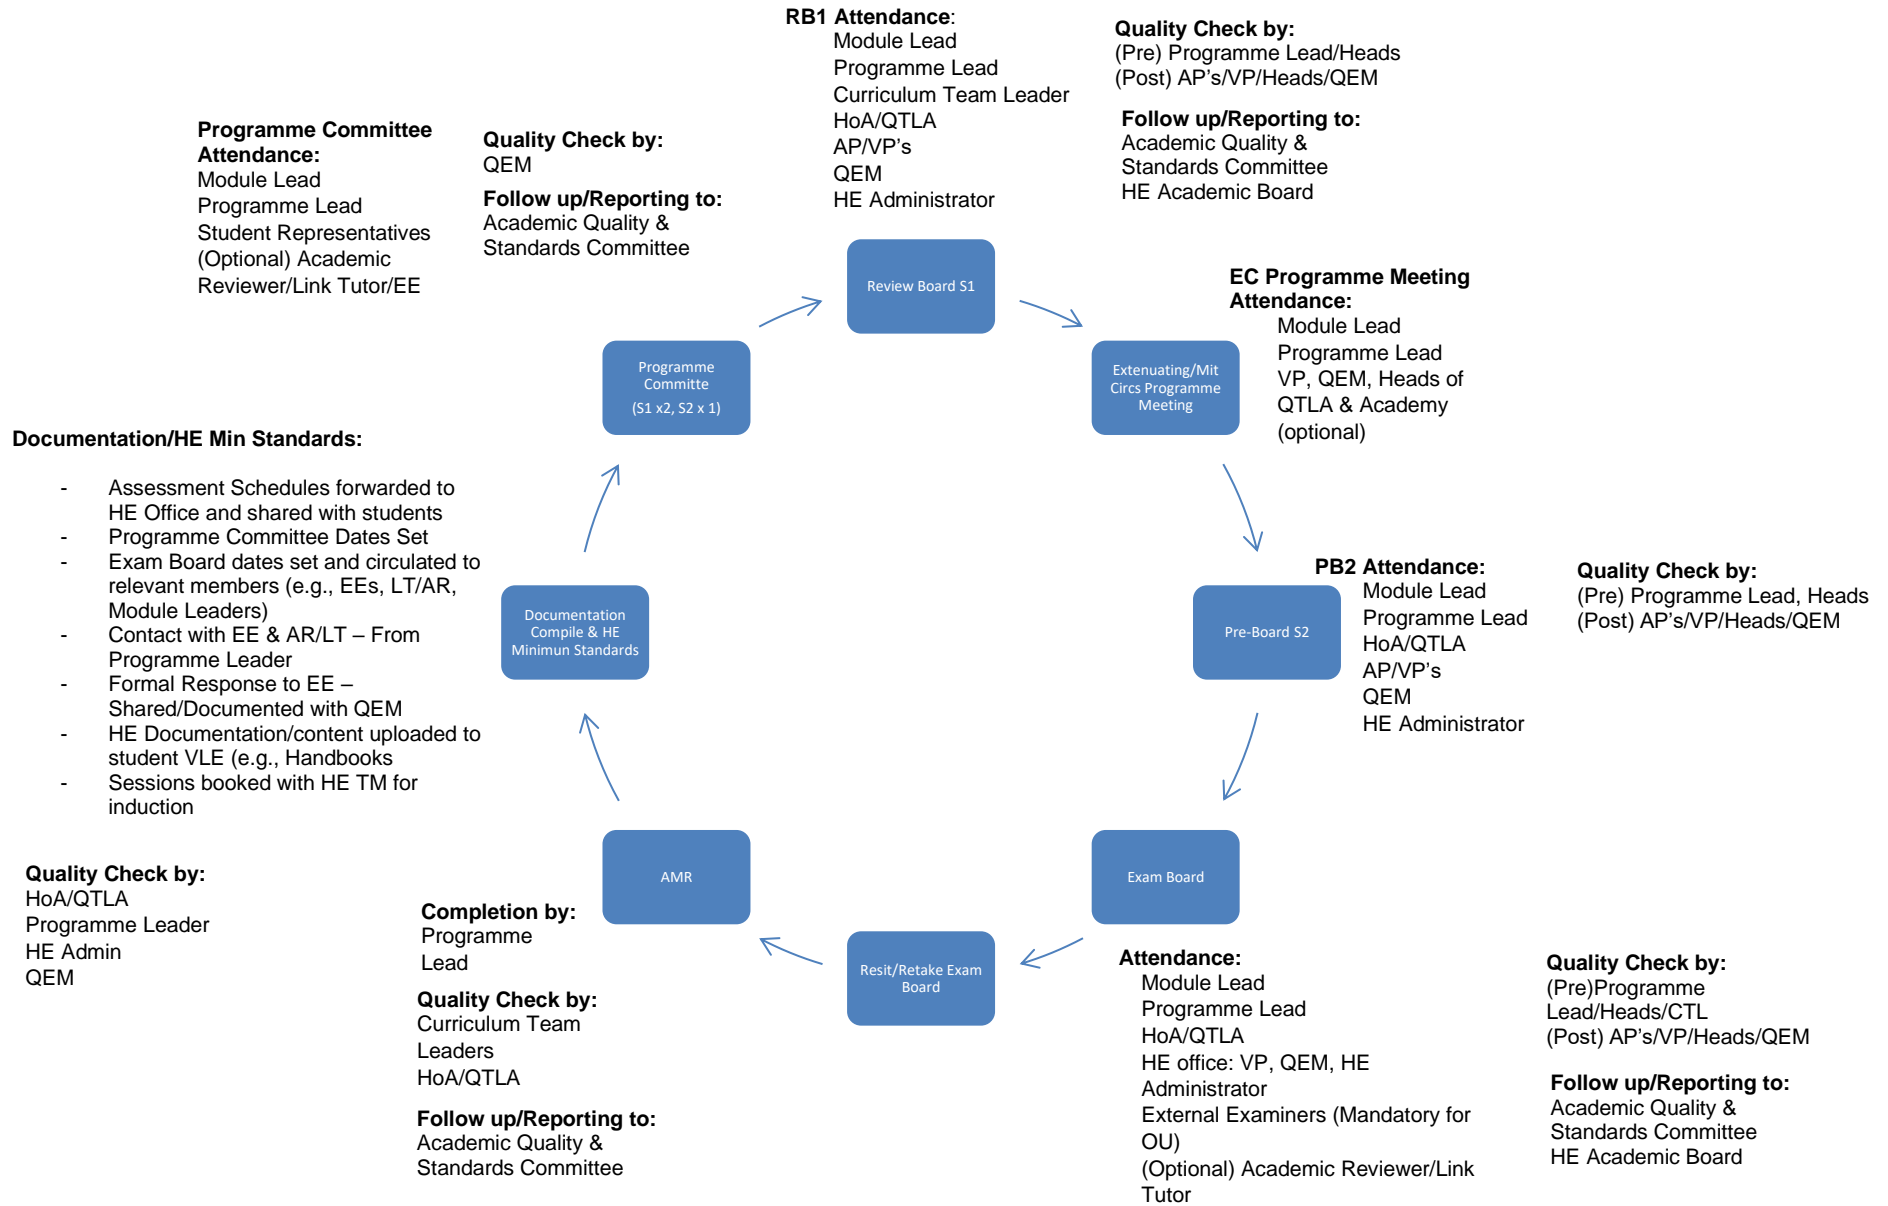 RB1 Attendance:
Module Lead
Programme Lead
Curriculum Team Leader
HoA/QTLA
AP/VP's
QEM
HE Administrator
Quality Check by:
(Pre) Programme Lead/Heads
(Post) AP's/VP/Heads/QEM
Follow up/Reporting to:
Academic Quality &
Standards Committee
HE Academic Board
Programme Committee
Attendance:
Module Lead
Programme Lead
Student Representatives
(Optional) Academic
Reviewer/Link Tutor/EE
Quality Check by:
QEM
Follow up/Reporting to:
Academic Quality &
Standards Committee
Review Board S1
EC Programme Meeting
Attendance:
Module Lead
Programme Lead
VP, QEM, Heads of
QTLA & Academy
(optional)
Programme
Committe
(S1 x2, S2 x 1)
Extenuating/Mit
Circs Programme
Meeting
Documentation/HE Min Standards:
- Assessment Schedules forwarded to
HE Office and shared with students
- Programme Committee Dates Set
- Exam Board dates set and circulated to
relevant members (e.g., EEs, LT/AR,
Module Leaders)
- Contact with EE & AR/LT – From
Programme Leader
- Formal Response to EE –
Shared/Documented with QEM
- HE Documentation/content uploaded to
student VLE (e.g., Handbooks
- Sessions booked with HE TM for
induction
Documentation
Compile & HE
Minimun Standards
Pre-Board S2
PB2 Attendance:
Module Lead
Programme Lead
HoA/QTLA
AP/VP's
QEM
HE Administrator
Quality Check by:
(Pre) Programme Lead, Heads
(Post) AP's/VP/Heads/QEM
Quality Check by:
HoA/QTLA
Programme Leader
HE Admin
QEM
AMR
Exam Board
Completion by:
Programme
Lead
Quality Check by:
Curriculum Team
Leaders
HoA/QTLA
Follow up/Reporting to:
Academic Quality &
Standards Committee
Resit/Retake Exam
Board
Attendance:
Module Lead
Programme Lead
HoA/QTLA
HE office: VP, QEM, HE
Administrator
External Examiners (Mandatory for
OU)
(Optional) Academic Reviewer/Link
Tutor
Quality Check by:
(Pre)Programme
Lead/Heads/CTL
(Post) AP's/VP/Heads/QEM
Follow up/Reporting to:
Academic Quality &
Standards Committee
HE Academic Board